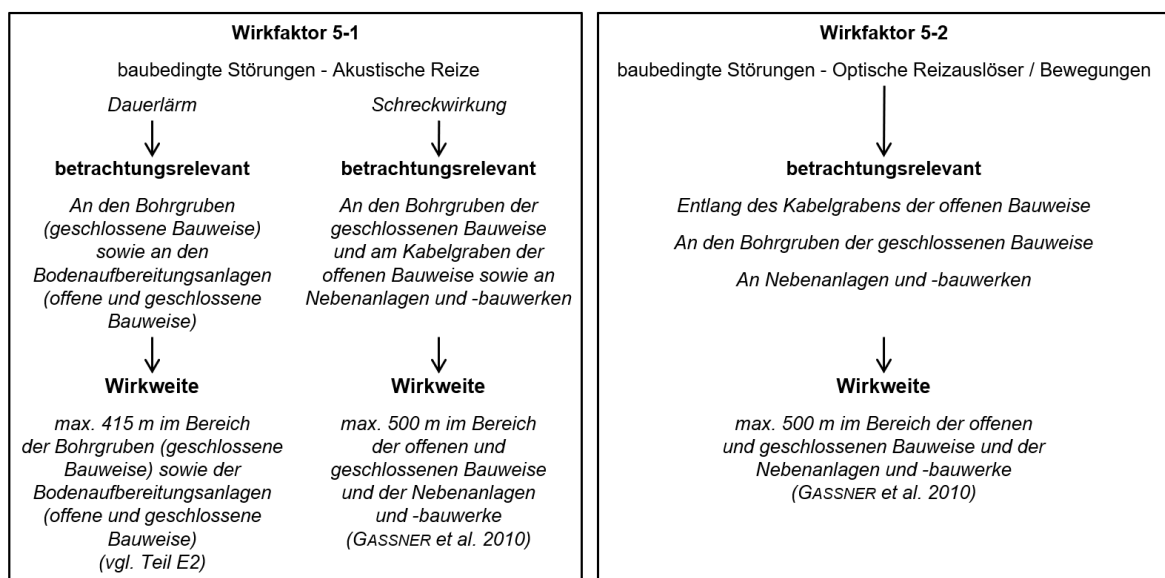 Wirkfaktor 5-1
baubedingte Störungen - Akustische Reize
Dauerlärm
betrachtungsrelevant
An den Bohrgruben
(geschlossene Bauweise)
sowie an den
Bodenaufbereitungsanlagen
(offene und geschlossene
Bauweise)
Wirkweite
max. 415 m im Bereich
der Bohrgruben (geschlossene
Bauweise) sowie der
Bodenaufbereitungsanlagen
(offene und geschlossene
Bauweise)
(vgl. Teil E2)
Schreckwirkung
betrachtungsrelevant
An den Bohrgruben der
geschlossenen Bauweise
und am Kabelgraben der
offenen Bauweise sowie an
Nebenanlagen und -bauwerken
Wirkweite
max. 500 m im Bereich
der offenen und
geschlossenen Bauweise
und der Nebenanlagen
und -bauwerke
(GASSNER et al. 2010)
Wirkfaktor 5-2
baubedingte Störungen - Optische Reizauslöser / Bewegungen
betrachtungsrelevant
Entlang des Kabelgrabens der offenen Bauweise
An den Bohrgruben der geschlossenen Bauweise
An Nebenanlagen und -bauwerken
Wirkweite
max. 500 m im Bereich der offenen
und geschlossenen Bauweise und der
Nebenanlagen und -bauwerke
(GASSNER et al. 2010)